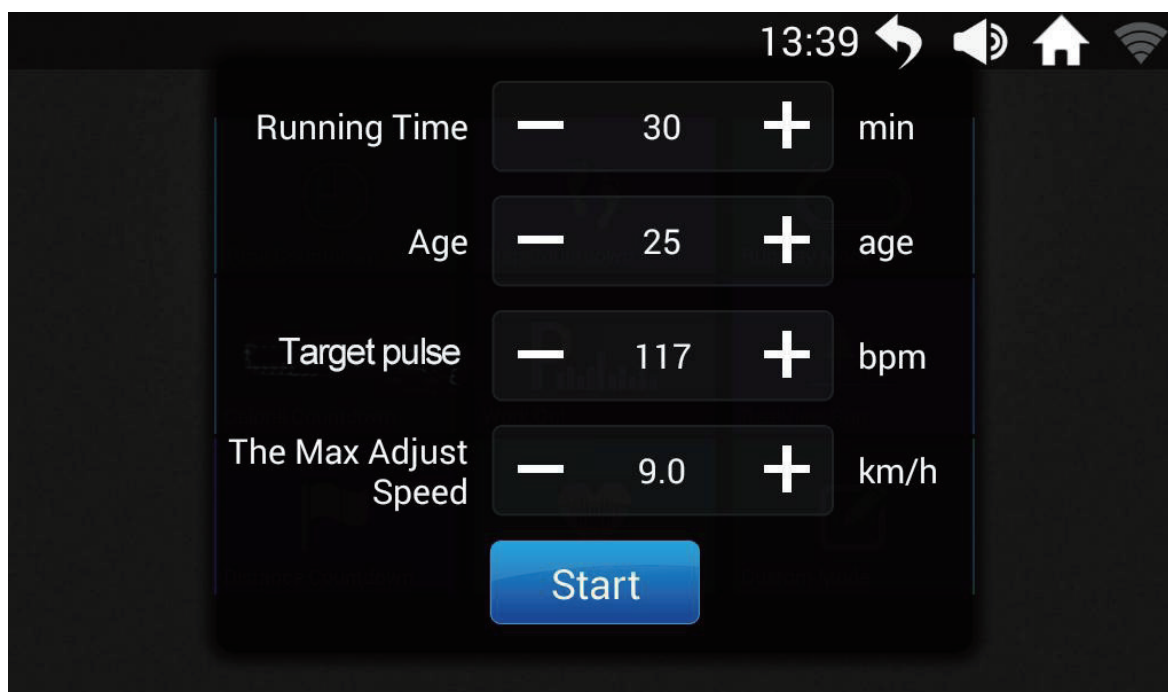 13:39
Running Time 30 min
Age 25 age
Target pulse 117 bpm
The Max Adjust
Speed 9.0 km/h
Start